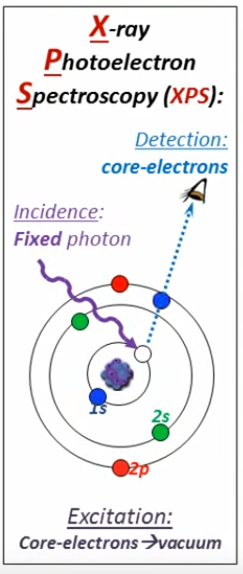 X-ray
Photoelectron
Spectroscopy (XPS):
Detection:
core-electrons
Incidence:
Fixed photon
1s
2s
2p
Excitation:
Core-electrons→vacuum